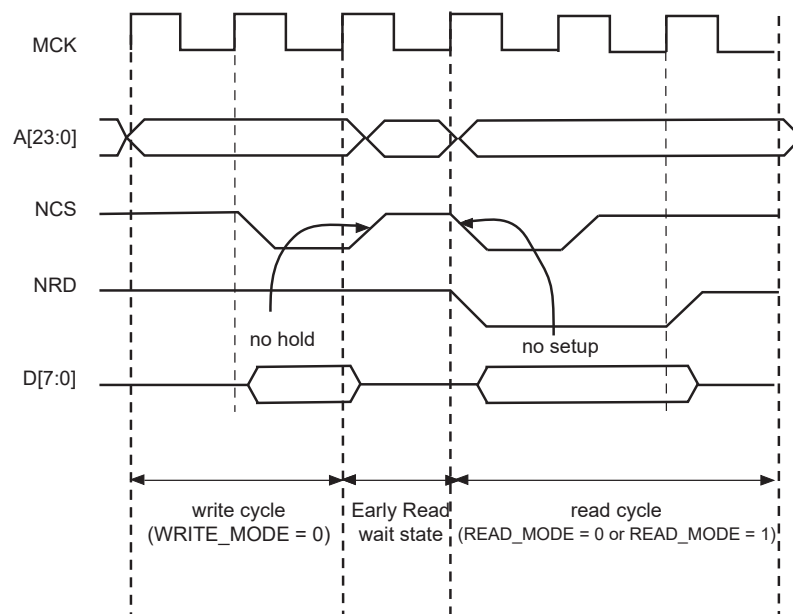 MCK
A[23:0]
NCS
NRD
no hold
no setup
D[7:0]
write cycle
(WRITE_MODE = 0)
Early Read
wait state
read cycle
(READ_MODE = 0 or READ_MODE = 1)